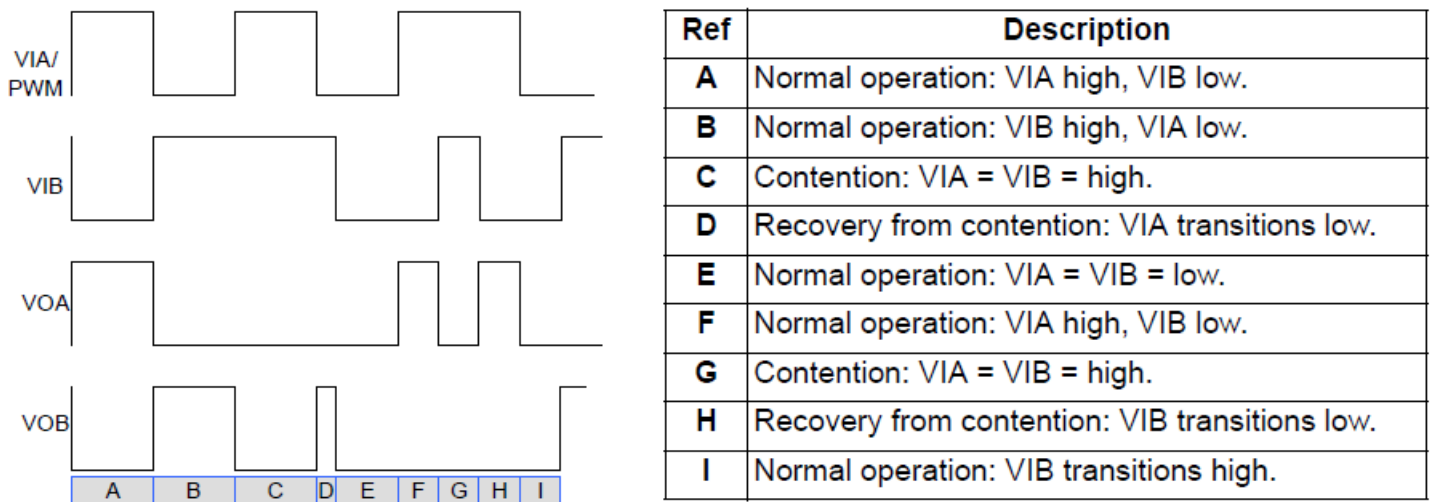 VIA/
PWM
VIB
VOA
VOB
A B C D E F G H I
Ref Description
A Normal operation: VIA high, VIB low.
B Normal operation: VIB high, VIA low.
C Contention: VIA = VIB = high.
D Recovery from contention: VIA transitions low.
E Normal operation: VIA = VIB = low.
F Normal operation: VIA high, VIB low.
G Contention: VIA = VIB = high.
H Recovery from contention: VIB transitions low.
I Normal operation: VIB transitions high.